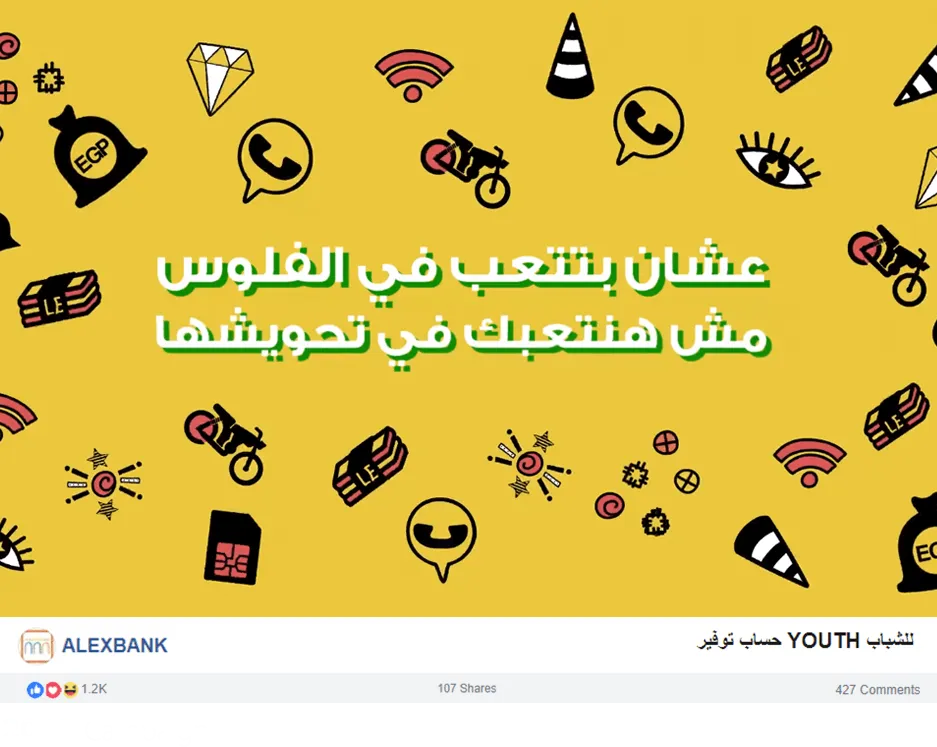 EGP
LE
LE
عشان بتتعب في الفلوس
مش هنتعبك في تحويشها
LE
LE
EG
ALEXBANK
حساب توفير YOUTH للشباب
1.2K
107 Shares
427 Comments